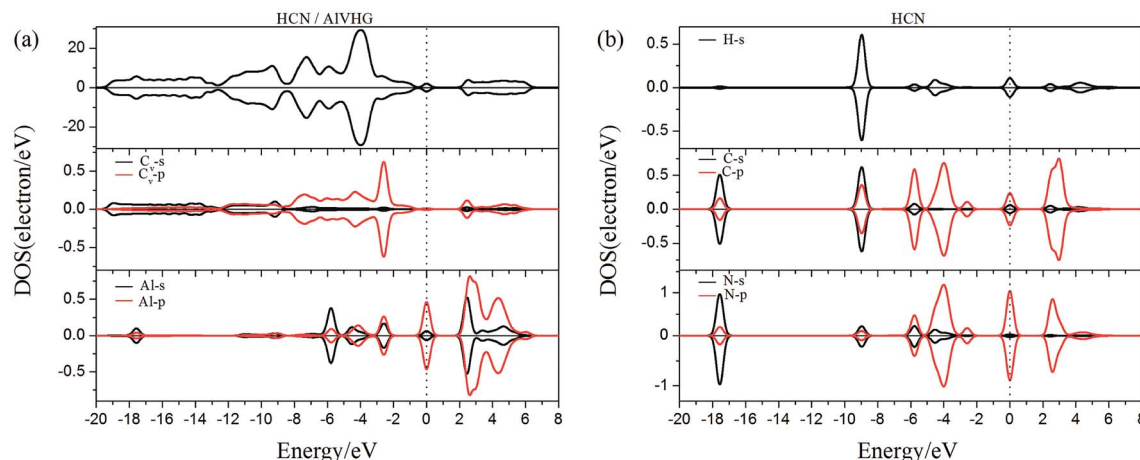 (a)
HCN / AlVHG
DOS(electron/eV)
20
0
-20
Cᵥ-s
Cᵥ-p
0.5
0.0
-0.5
Al-s
Al-p
0.5
0.0
-0.5
-20 -18 -16 -14 -12 -10 -8 -6 -4 -2 0 2 4 6 8
Energy/eV
(b)
HCN
DOS(electron/eV)
H-s
0.5
0.0
-0.5
C-s
C-p
0.5
0.0
-0.5
N-s
N-p
1
0
-1
-20 -18 -16 -14 -12 -10 -8 -6 -4 -2 0 2 4 6 8
Energy/eV